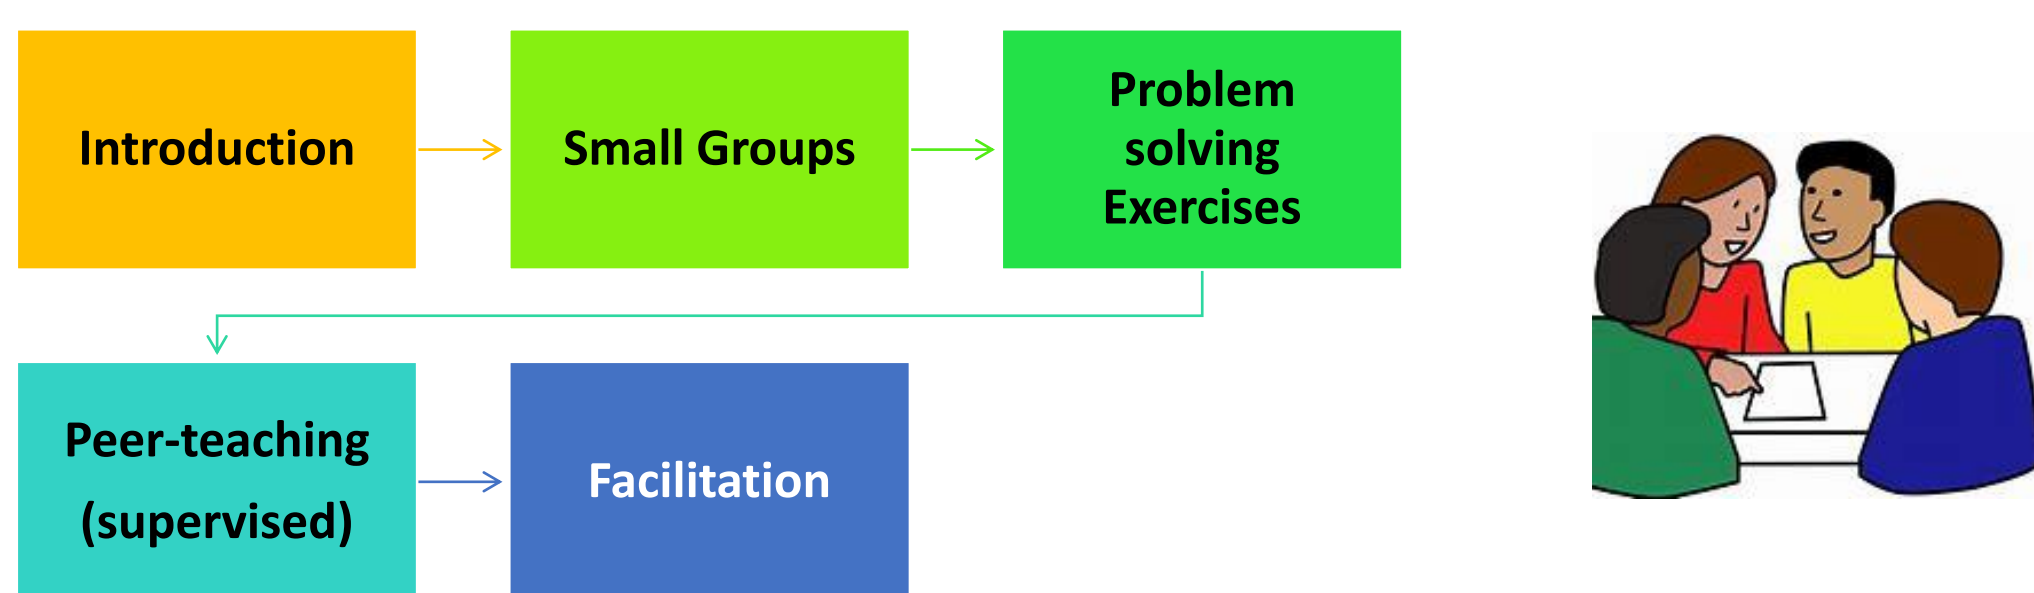 Introduction
Small Groups
Problem
solving
Exercises
Peer-teaching
(supervised)
Facilitation